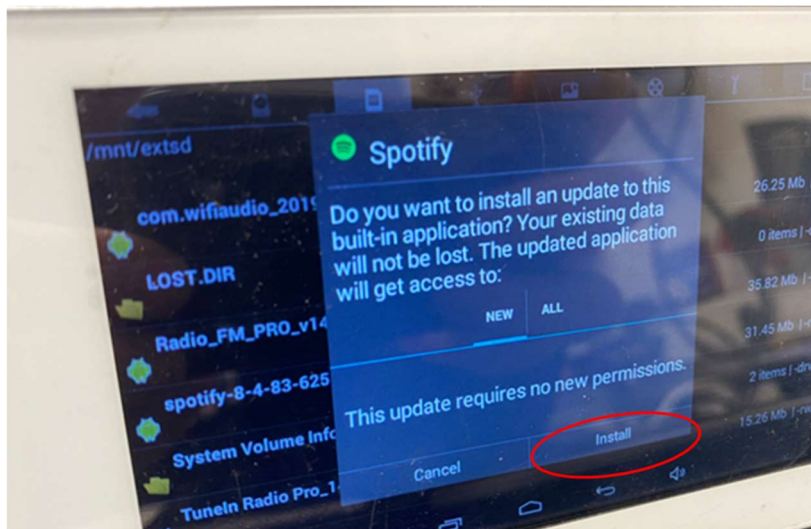 /mnt/extsd
Spotify
Do you want to install an update to this
built-in application? Your existing data
will not be lost. The updated application
will get access to:
NEW ALL
This update requires no new permissions.
Cancel Install
com.wifiaudio_2019
26.25 Mb
LOST.DIR
0 items
Radio_FM_PRO_v14
35.82 Mb
spotify-8-4-83-625
31.45 Mb
System Volume Info
2 items | -drw
TuneIn Radio Pro_1
15.26 Mb